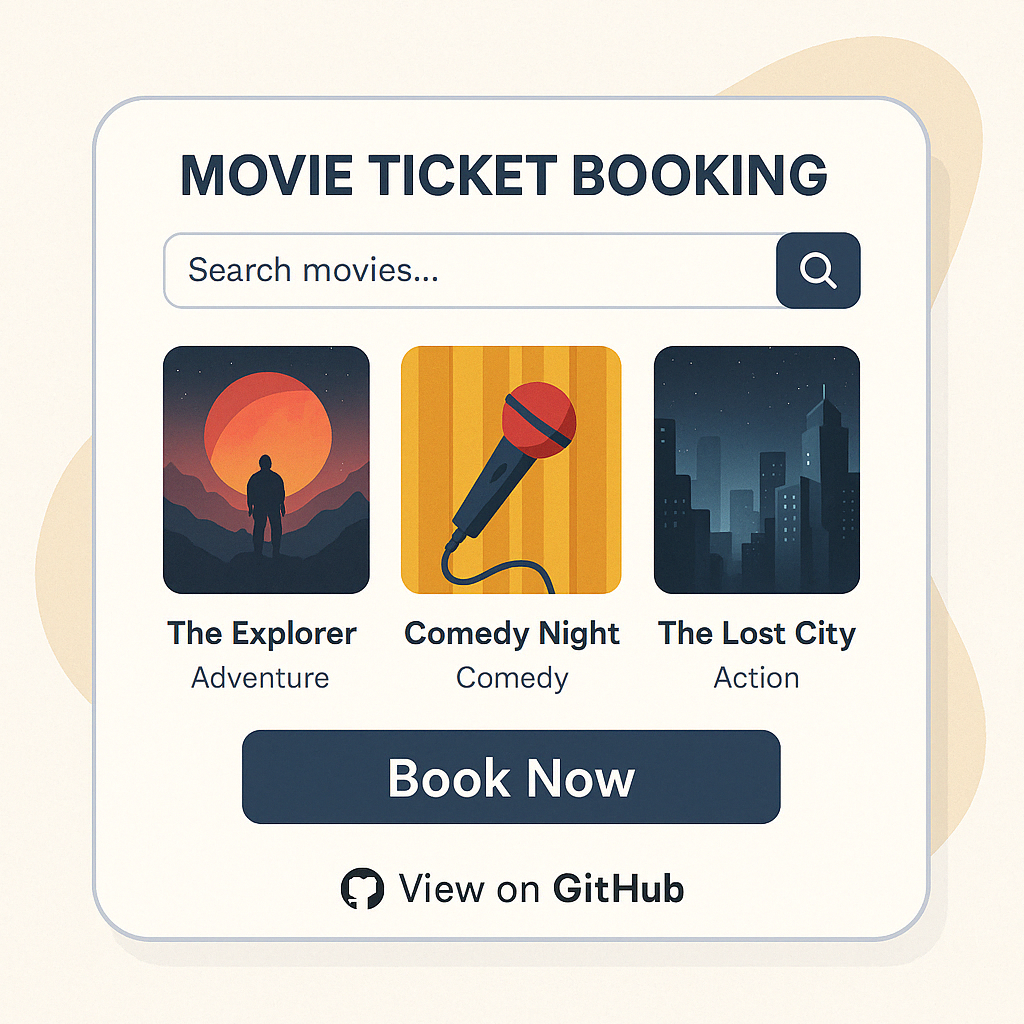 MOVIE TICKET BOOKING
Search movies...
The Explorer
Adventure
Comedy Night
Comedy
The Lost City
Action
Book Now
View on GitHub